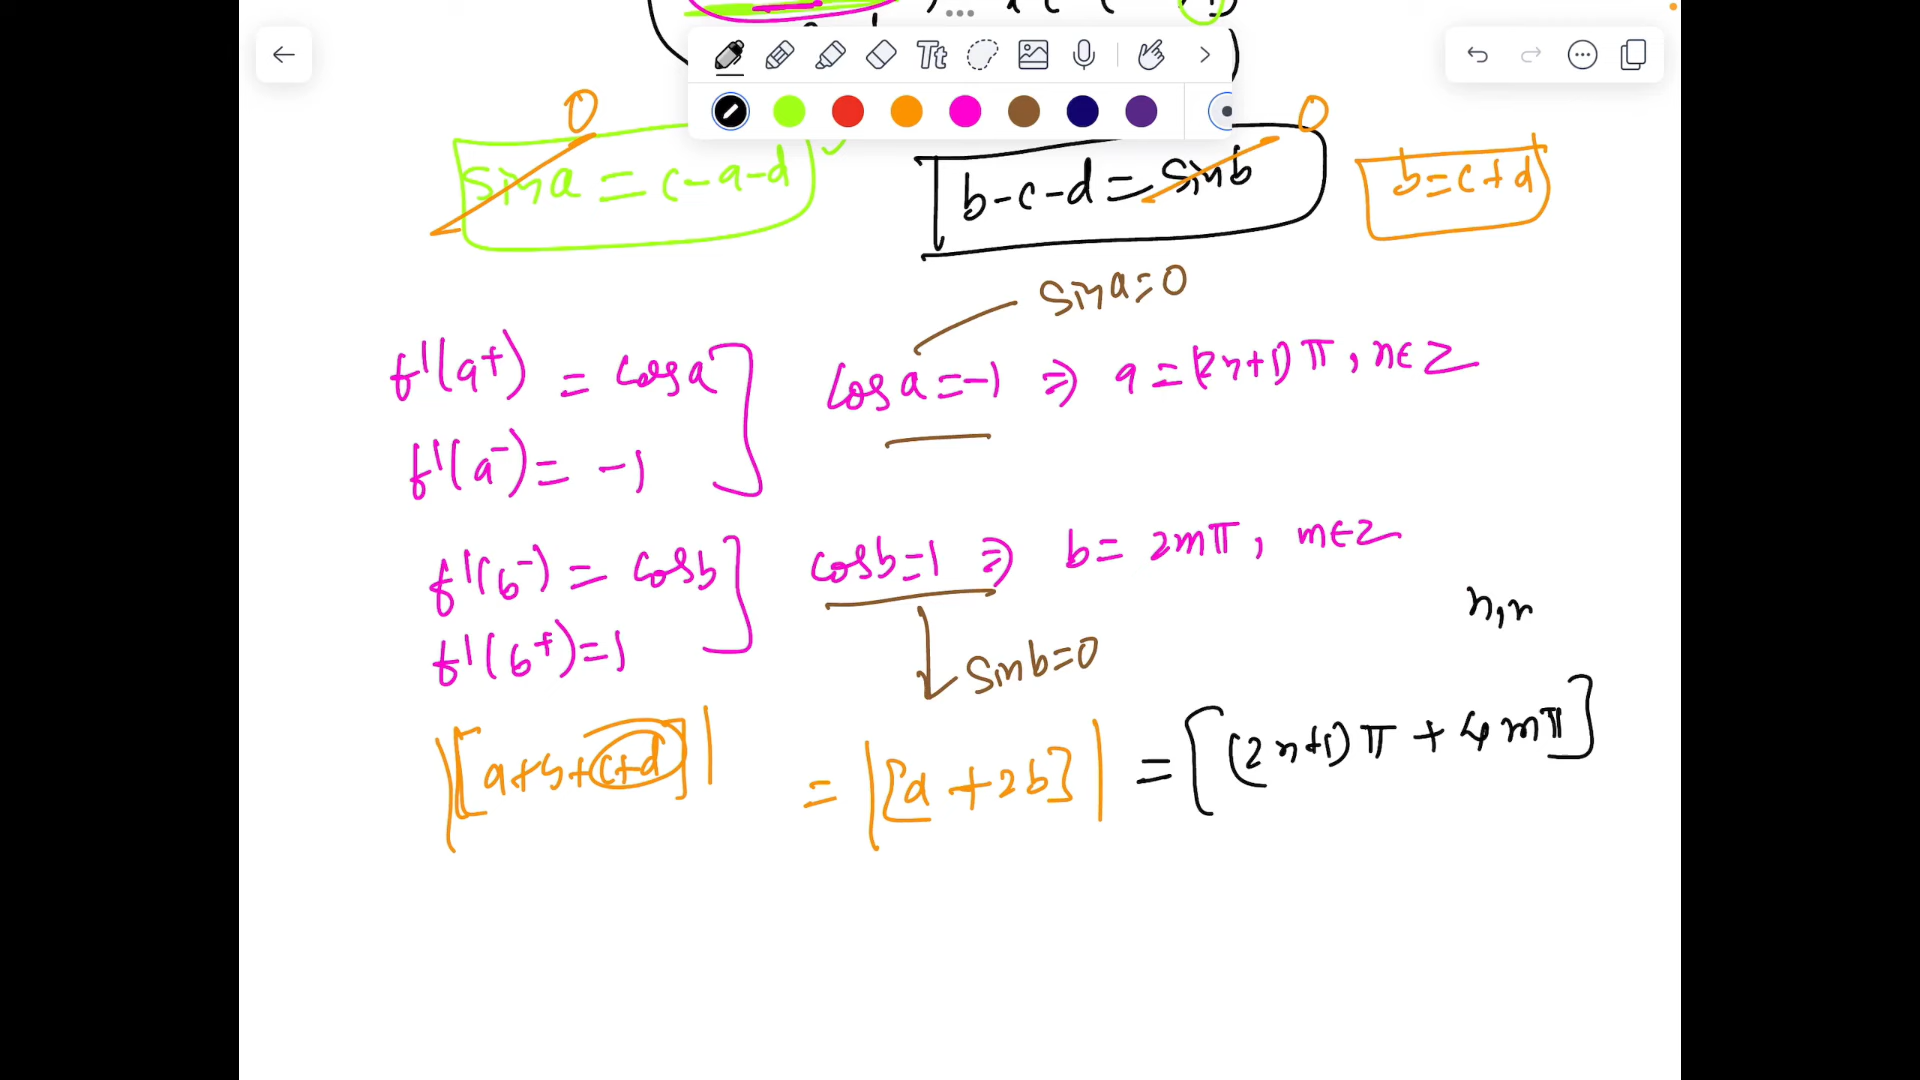 Tt
0
0
sin a = c-a-d
b-c-d = sin b
b = c+d
sin a = 0
f'(a+) = cos a
cos a = -1 ⇒ a = (2n+1)π, n∈Z
f'(a-) = -1
f'(b-) = cos b
cos b = 1 ⇒ b = 2mπ, m∈Z
n,n
f'(b+) = 1
sin b = 0
|[a+b+c+d]| = |[a+2b]| = [(2n+1)π + 4mπ]